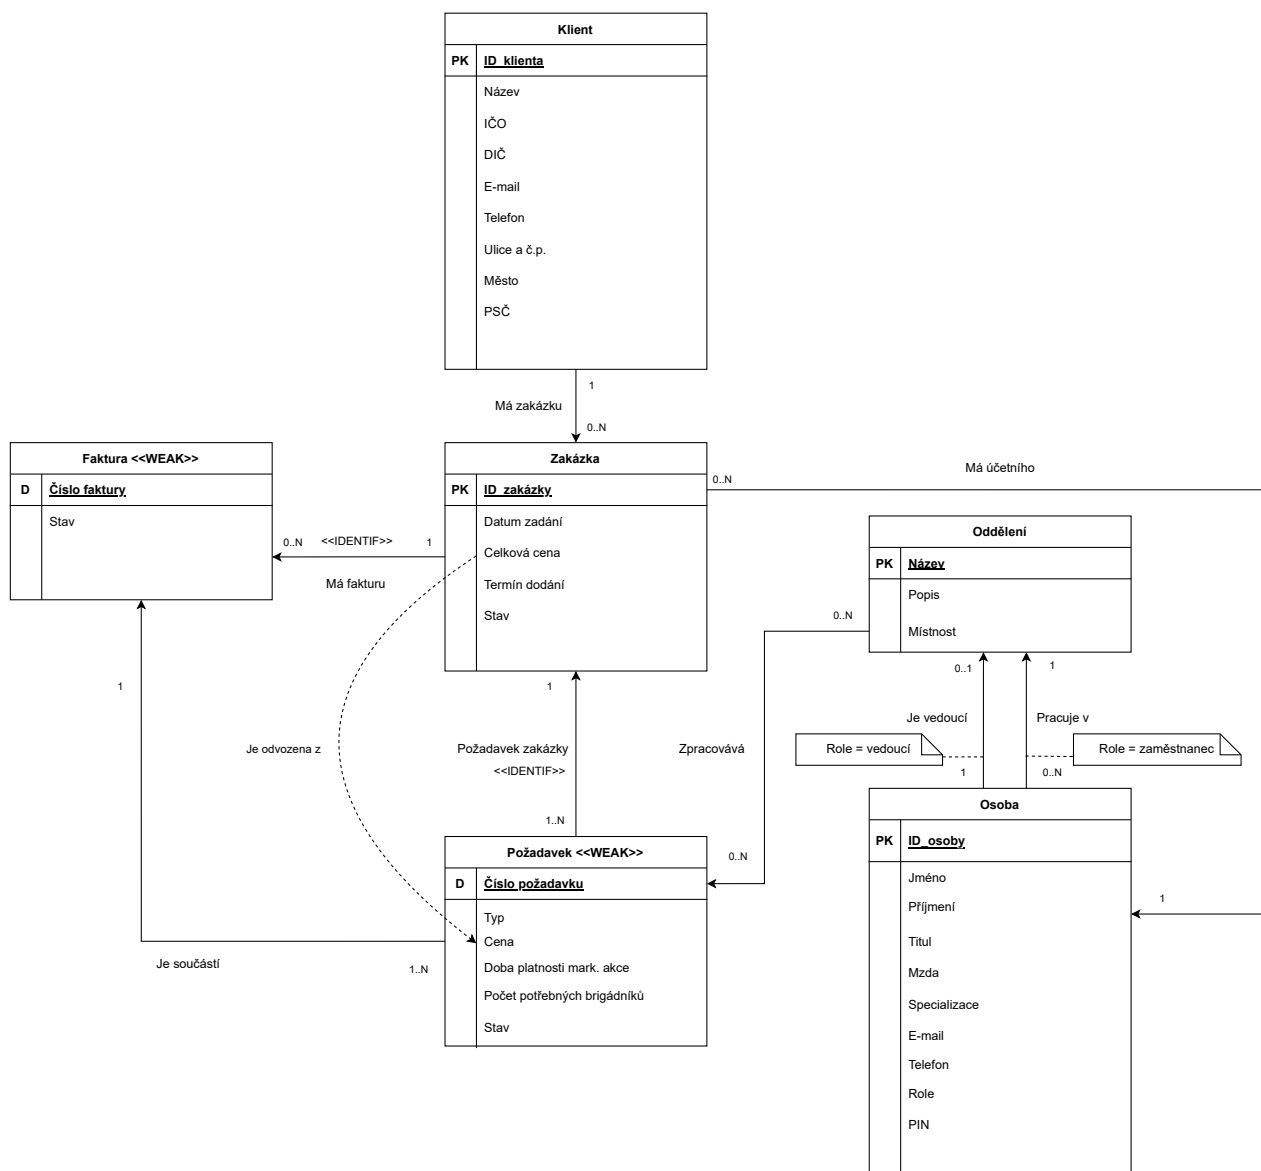 Klient
PK ID_klienta
Název
IČO
DIČ
E-mail
Telefon
Ulice a č.p.
Město
PSČ
1
Má zakázku
0..N
Faktura <<WEAK>>
D Číslo faktury
Stav
0..N <<IDENTIF>> 1
Má fakturu
Zakázka
PK ID_zakázky
Datum zadání
Celková cena
Termín dodání
Stav
0..N
Má účetního
Oddělení
PK Název
Popis
Místnost
0..N
0..1
1
Je vedoucí
Pracuje v
Role = vedoucí
Role = zaměstnanec
1
0..N
1
1
Je odvozena z
Požadavek zakázky
<<IDENTIF>>
1..N
Zpracovává
0..N
Požadavek <<WEAK>>
D Číslo požadavku
Typ
Cena
Doba platnosti mark. akce
Počet potřebných brigádníků
Stav
Je součástí
1..N
Osoba
PK ID_osoby
Jméno
Příjmení
Titul
Mzda
Specializace
E-mail
Telefon
Role
PIN
1